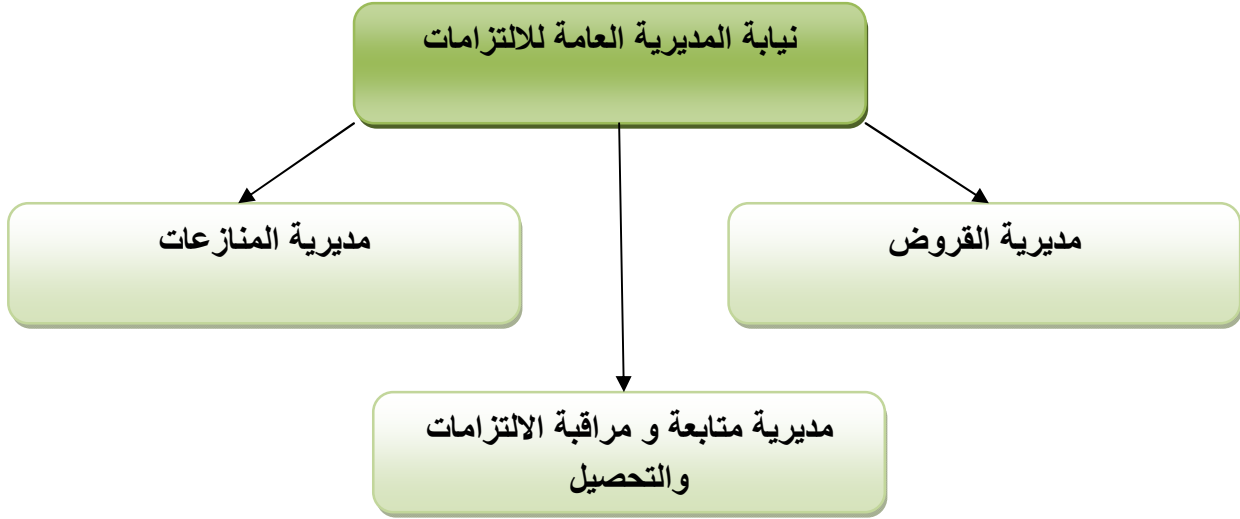 نيابة المديرية العامة للالتزامات
مديرية القروض
مديرية المنازعات
مديرية متابعة و مراقبة الالتزامات
والتحصيل